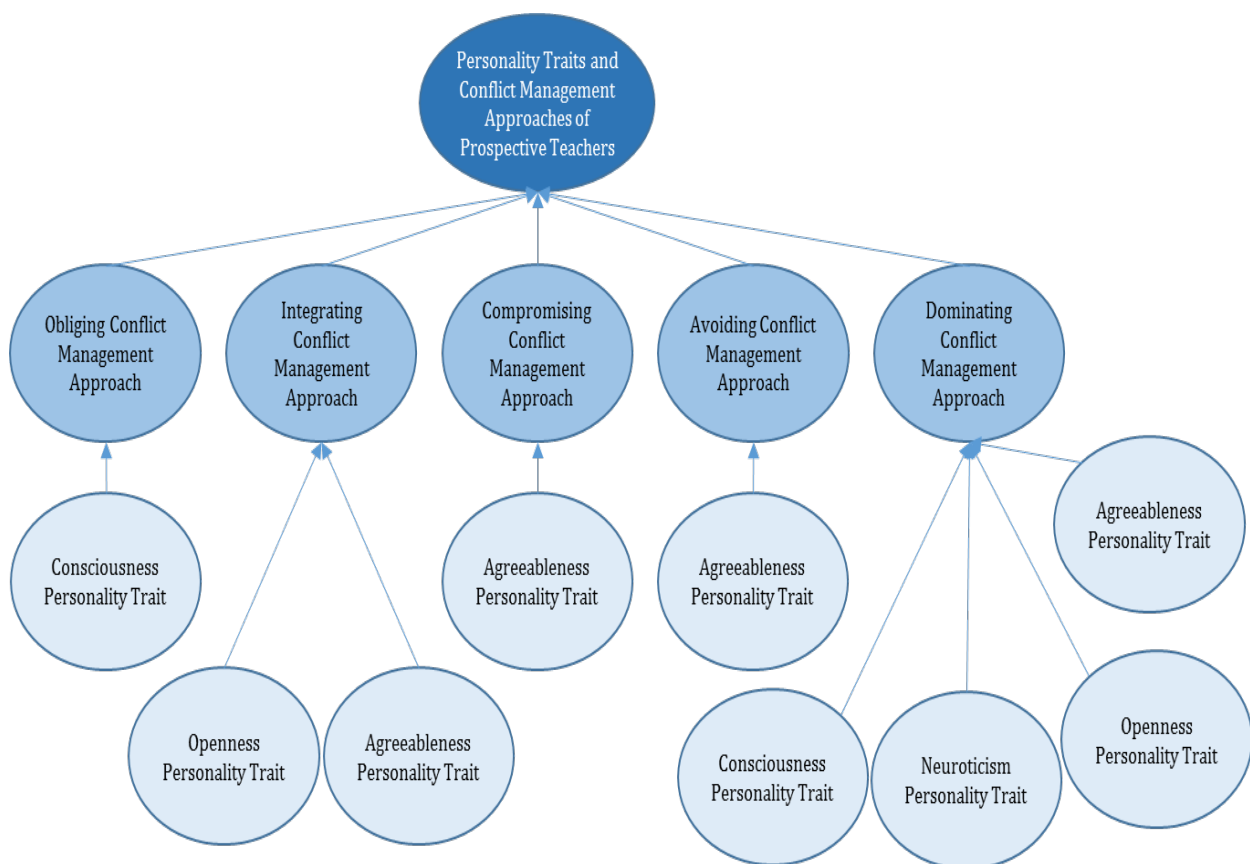 Personality Traits and
Conflict Management
Approaches of
Prospective Teachers
Obliging Conflict
Management
Approach
Integrating
Conflict
Management
Approach
Compromising
Conflict
Management
Approach
Avoiding Conflict
Management
Approach
Dominating
Conflict
Management
Approach
Consciousness
Personality Trait
Openness
Personality Trait
Agreeableness
Personality Trait
Agreeableness
Personality Trait
Agreeableness
Personality Trait
Consciousness
Personality Trait
Neuroticism
Personality Trait
Openness
Personality Trait
Agreeableness
Personality Trait